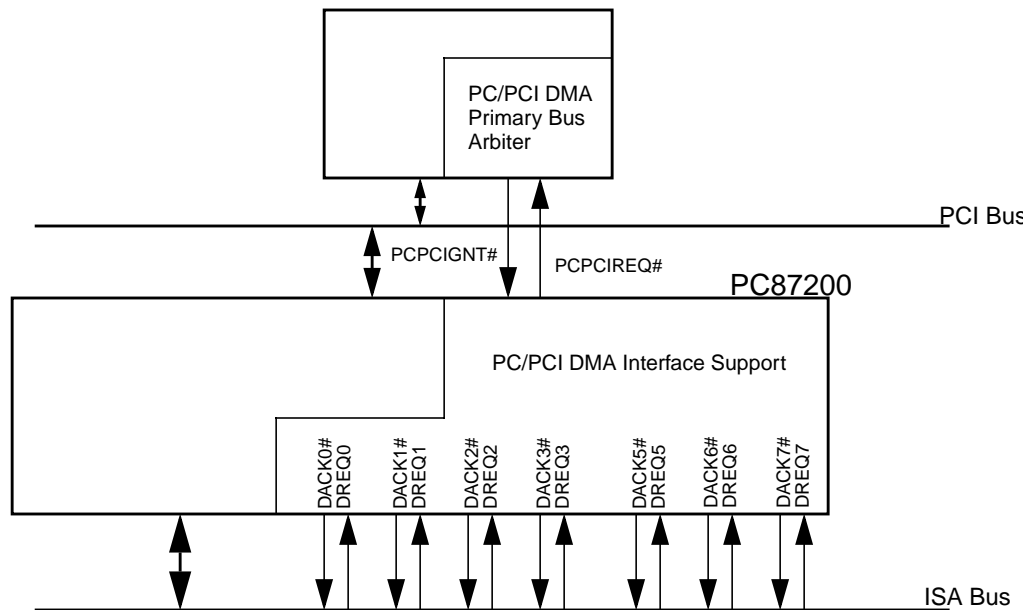 PC/PCI DMA
Primary Bus
Arbiter
PCI Bus
PCPCIGNT#
PCPCIREQ#
PC87200
PC/PCI DMA Interface Support
DACK0#
DREQ0
DACK1#
DREQ1
DACK2#
DREQ2
DACK3#
DREQ3
DACK5#
DREQ5
DACK6#
DREQ6
DACK7#
DREQ7
ISA Bus